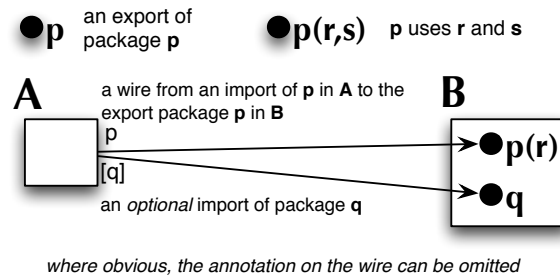 p an export of
package p
p(r,s) p uses r and s
A
a wire from an import of p in A to the
export package p in B
B
p
p(r)
[q]
q
an optional import of package q
where obvious, the annotation on the wire can be omitted